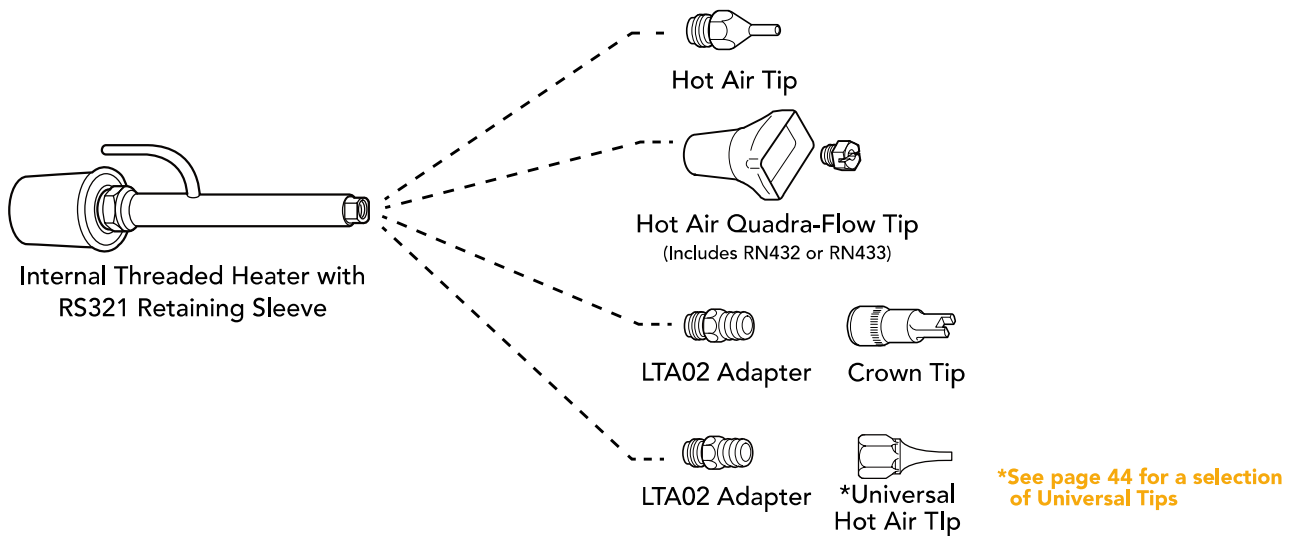 Hot Air Tip
Hot Air Quadra-Flow Tip
(Includes RN432 or RN433)
Internal Threaded Heater with
RS321 Retaining Sleeve
LTA02 Adapter
Crown Tip
LTA02 Adapter
*Universal
Hot Air TIp
*See page 44 for a selection
of Universal Tips